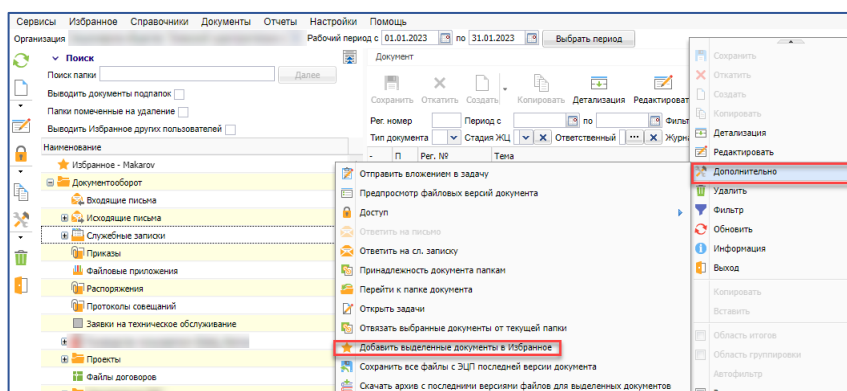 Сервисы Избранное Справочники Документы Отчеты Настройки Помощь
Организация Рабочий период с 01.01.2023 по 31.01.2023 Выбрать период
Поиск
Поиск папки Далее
Выводить документы подпапок
Папки помеченные на удаление
Выводить Избранное других пользователей
Наименование
Избранное - Makarov
Документооборот
Входящие письма
Исходящие письма
Служебные записки
Приказы
Файловые приложения
Распоряжения
Протоколы совещаний
Заявки на техническое обслуживание
Проекты
Файлы договоров
Документ
Сохранить Откатить Создать Копировать Детализация Редактироват
Рег. номер Период с по Фильт
Тип документа Стадия ЖЦ Ответственный Журна
- П Рег. № Тема
Отправить вложением в задачу
Предпросмотр файловых версий документа
Доступ
Ответить на письмо
Ответить на сл. записку
Принадлежность документа папкам
Перейти к папке документа
Открыть задачи
Отвязать выбранные документы от текущей папки
Добавить выделенные документы в Избранное
Сохранить все файлы с ЭЦП последней версии документа
Скачать архив с последними версиями файлов для выделенных документов
Сохранить
Откатить
Создать
Копировать
Детализация
Редактировать
Дополнительно
Удалить
Фильтр
Обновить
Информация
Выход
Копировать
Вставить
Область итогов
Область группировки
Автофильтр